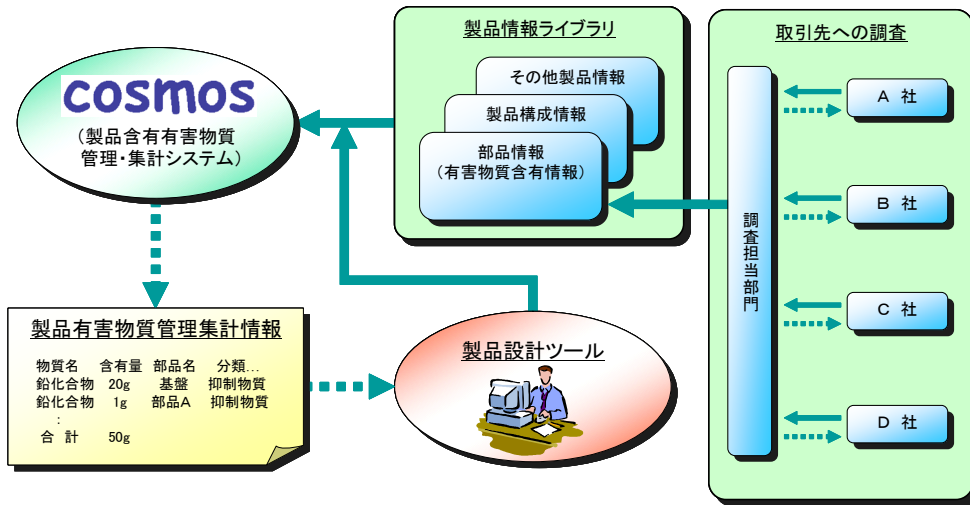 cosmos
(製品含有有害物質
管理・集計システム)
製品情報ライブラリ
その他製品情報
製品構成情報
部品情報
(有害物質含有情報)
取引先への調査
調査担当部門
A 社
B 社
C 社
D 社
製品有害物質管理集計情報
物質名 含有量 部品名 分類...
鉛化合物 20g 基盤 抑制物質
鉛化合物 1g 部品A 抑制物質
:
合 計 50g
製品設計ツール